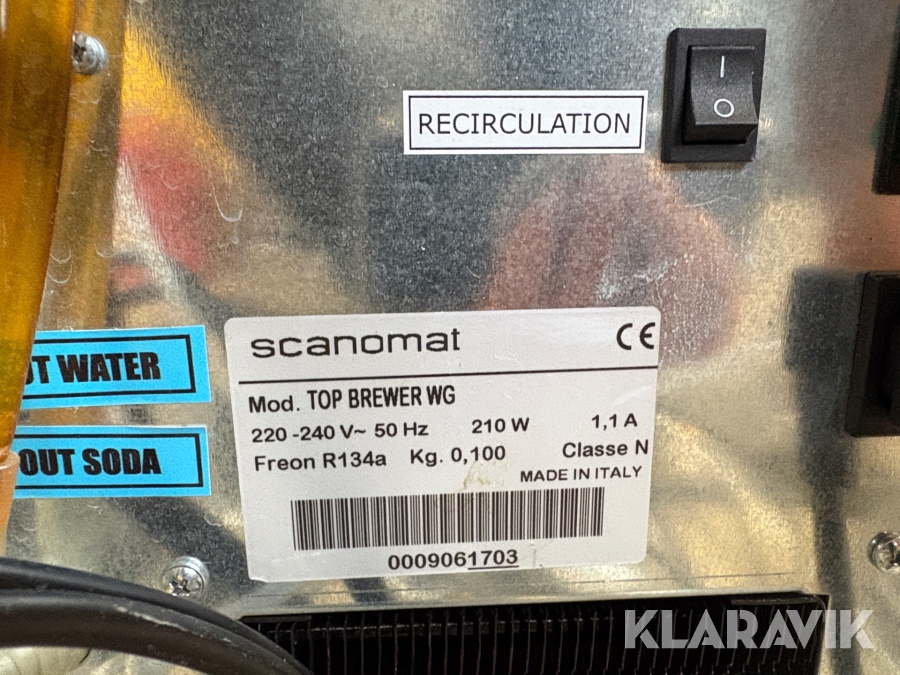 RECIRCULATION
scanomat CE
Mod. TOP BREWER WG
220 -240 V~ 50 Hz 210 W 1,1 A
Freon R134a Kg. 0,100 Classe N
MADE IN ITALY
0009061703
WATER
OUT SODA
KLARAVIK